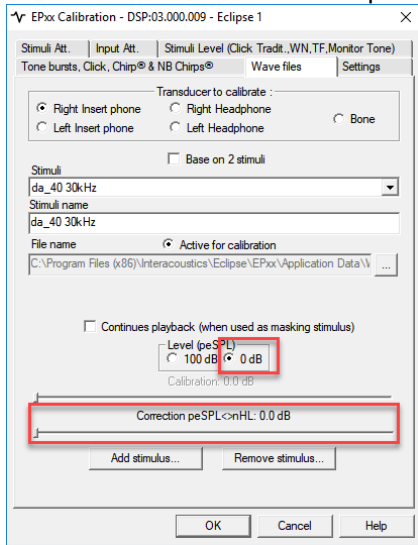 EPxx Calibration - DSP:03.000.009 - Eclipse 1
Stimuli Att. Input Att. Stimuli Level (Click Tradit.,WN,TF,Monitor Tone)
Tone bursts, Click, Chirp® & NB Chirps® Wave files Settings
Transducer to calibrate :
Right Insert phone Right Headphone Bone
Left Insert phone Left Headphone
Base on 2 stimuli
Stimuli
da_40 30kHz
Stimuli name
da_40 30kHz
File name Active for calibration
C:\Program Files (x86)\Interacoustics\Eclipse\EPxx\Application Data\ ...
Continues playback (when used as masking stimulus)
Level (peSPL)
100 dB 0 dB
Calibration: 0.0 dB
Correction peSPL<>nHL: 0.0 dB
Add stimulus... Remove stimulus...
OK Cancel Help